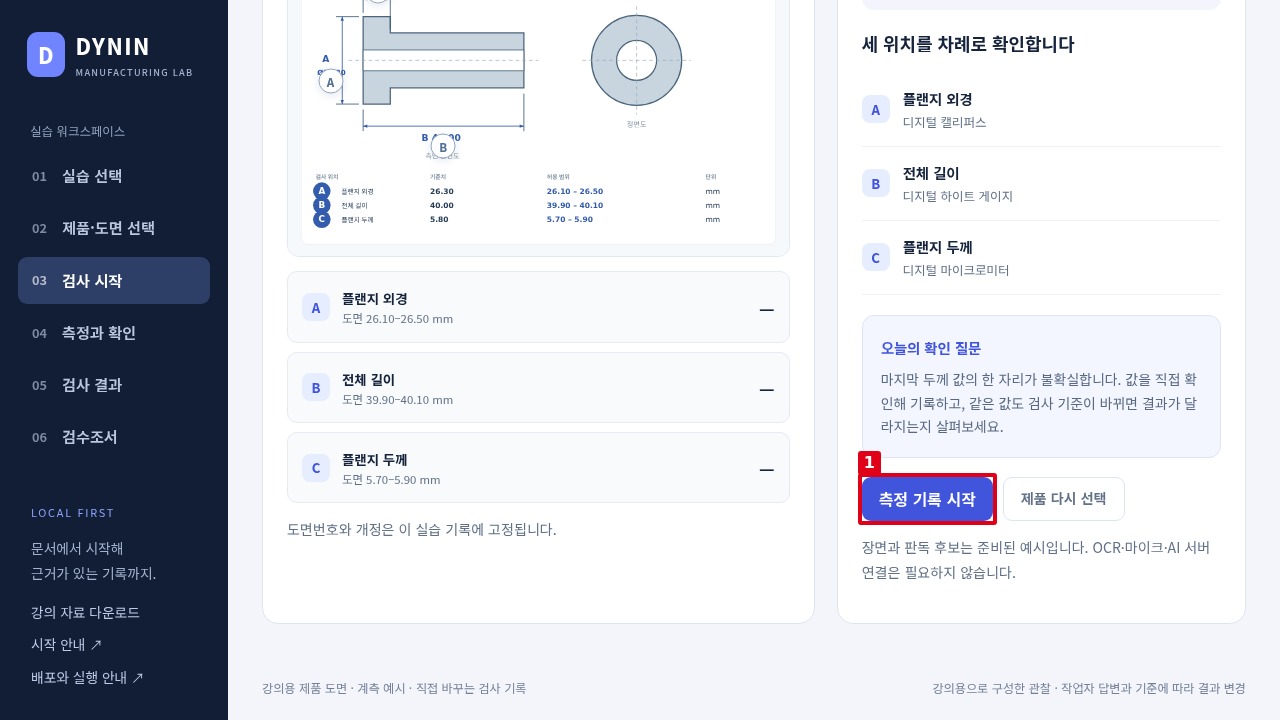 D
DYNIN
MANUFACTURING LAB
실습 워크스페이스
01 실습 선택
02 제품·도면 선택
03 검사 시작
04 측정과 확인
05 검사 결과
06 검수조서
LOCAL FIRST
문서에서 시작해
근거가 있는 기록까지.
강의 자료 다운로드
시작 안내 ↗
배포와 실행 안내 ↗
A
A
B
B
정면도
검사 위치 기준치 허용 범위 단위
A 플랜지 외경 26.30 26.10 – 26.50 mm
B 전체 길이 40.00 39.90 – 40.10 mm
C 플랜지 두께 5.80 5.70 – 5.90 mm
A 플랜지 외경 —
도면 26.10–26.50 mm
B 전체 길이 —
도면 39.90–40.10 mm
C 플랜지 두께 —
도면 5.70–5.90 mm
도면번호와 개정은 이 실습 기록에 고정됩니다.
세 위치를 차례로 확인합니다
A 플랜지 외경
디지털 캘리퍼스
B 전체 길이
디지털 하이트 게이지
C 플랜지 두께
디지털 마이크로미터
오늘의 확인 질문
마지막 두께 값의 한 자리가 불확실합니다. 값을 직접 확
인해 기록하고, 같은 값도 검사 기준이 바뀌면 결과가 달
라지는지 살펴보세요.
1
측정 기록 시작
제품 다시 선택
장면과 판독 후보는 준비된 예시입니다. OCR·마이크·AI 서버
연결은 필요하지 않습니다.
강의용 제품 도면 · 계측 예시 · 직접 바꾸는 검사 기록
강의용으로 구성한 관찰 · 작업자 답변과 기준에 따라 결과 변경